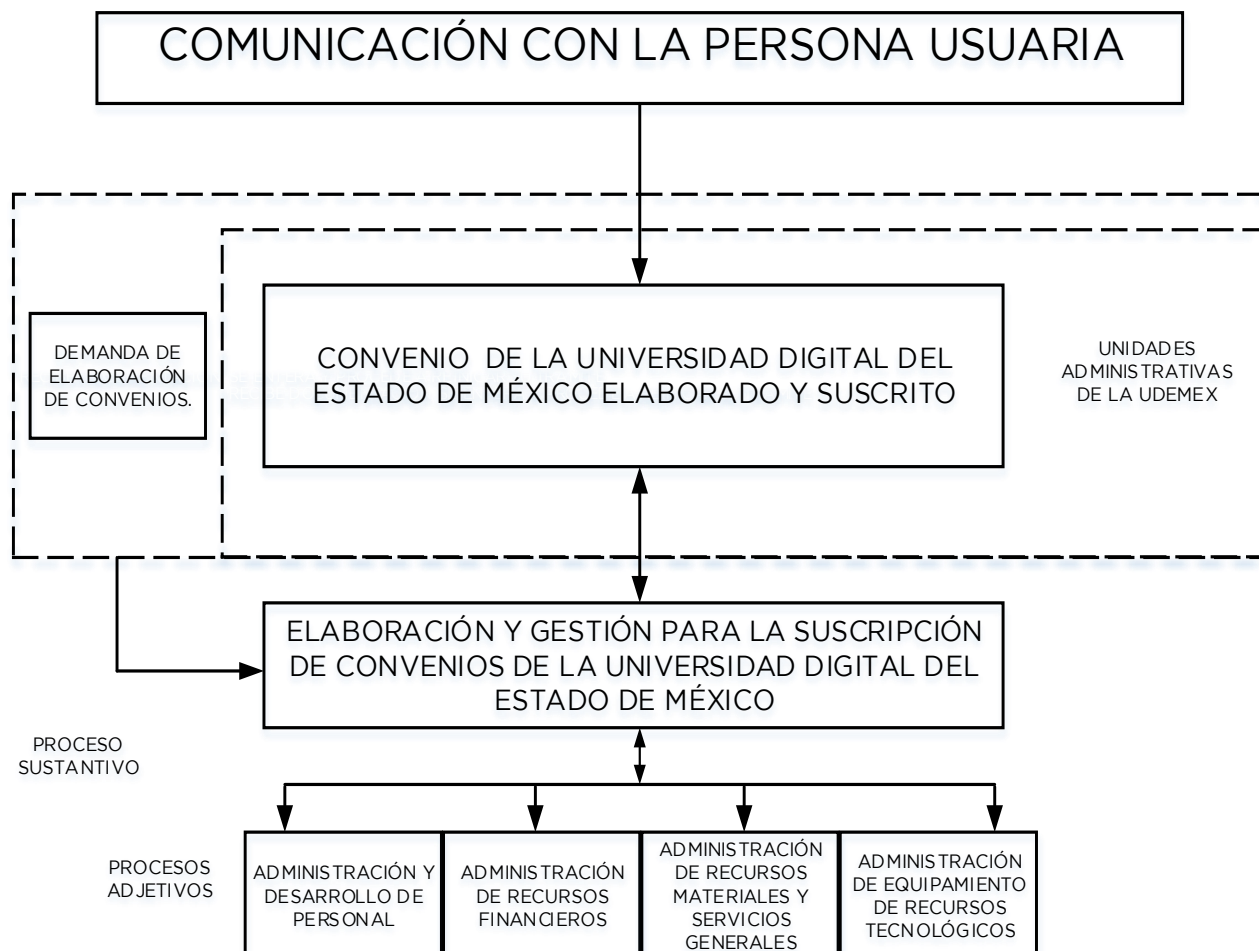 COMUNICACIÓN CON LA PERSONA USUARIA
DEMANDA DE
ELABORACIÓN
DE CONVENIOS.
CONVENIO DE LA UNIVERSIDAD DIGITAL DEL
ESTADO DE MÉXICO ELABORADO Y SUSCRITO
UNIDADES
ADMINISTRATIVAS
DE LA UDEMEX
ELABORACIÓN Y GESTIÓN PARA LA SUSCRIPCIÓN
DE CONVENIOS DE LA UNIVERSIDAD DIGITAL DEL
ESTADO DE MÉXICO
PROCESO
SUSTANTIVO
PROCESOS
ADJETIVOS
ADMINISTRACIÓN Y
DESARROLLO DE
PERSONAL
ADMINISTRACIÓN
DE RECURSOS
FINANCIEROS
ADMINISTRACIÓN
DE RECURSOS
MATERIALES Y
SERVICIOS
GENERALES
ADMINISTRACIÓN
DE EQUIPAMIENTO
DE RECURSOS
TECNOLÓGICOS